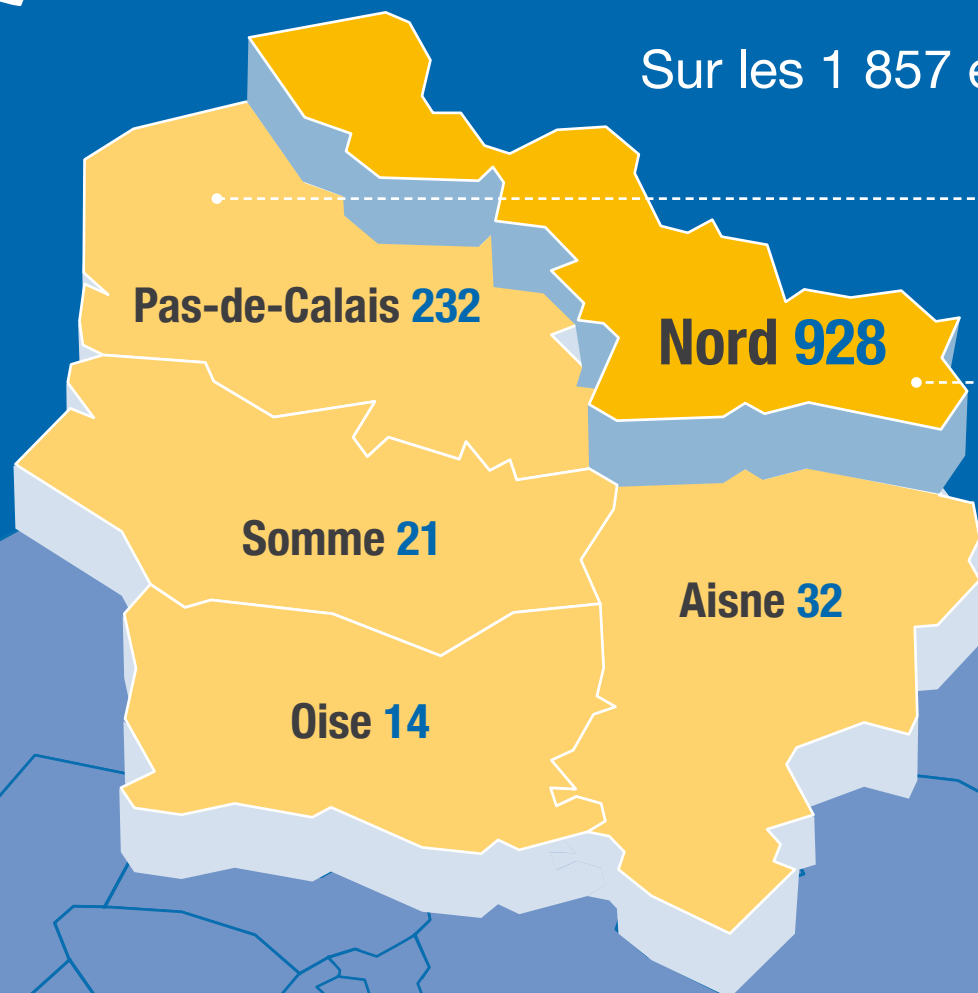 Sur les 1 857
Pas-de-Calais 232
Nord 928
Somme 21
Aisne 32
Oise 14